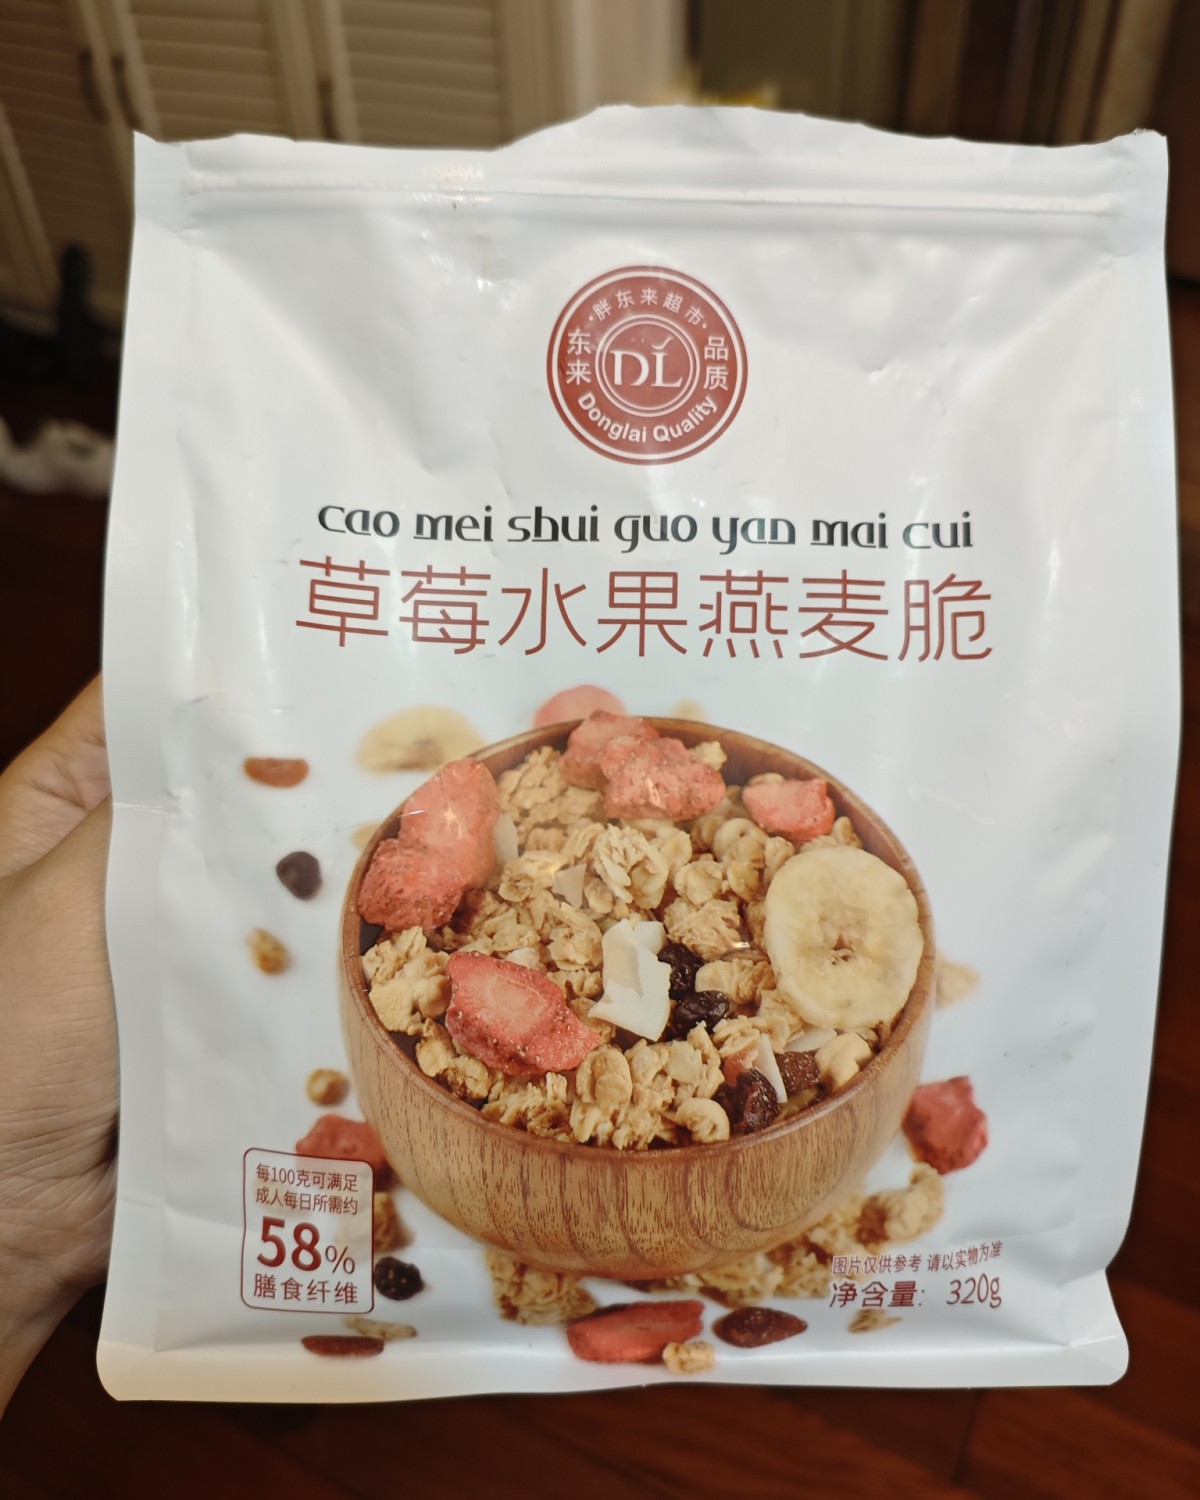 ·胖东来超市·
东来
DL
品质
Donglai Quality
cao mei shui guo yan mai cui
草莓水果燕麦脆
每100克可满足
成人每日所需约
58%
膳食纤维
图片仅供参考 请以实物为准
净含量: 320g